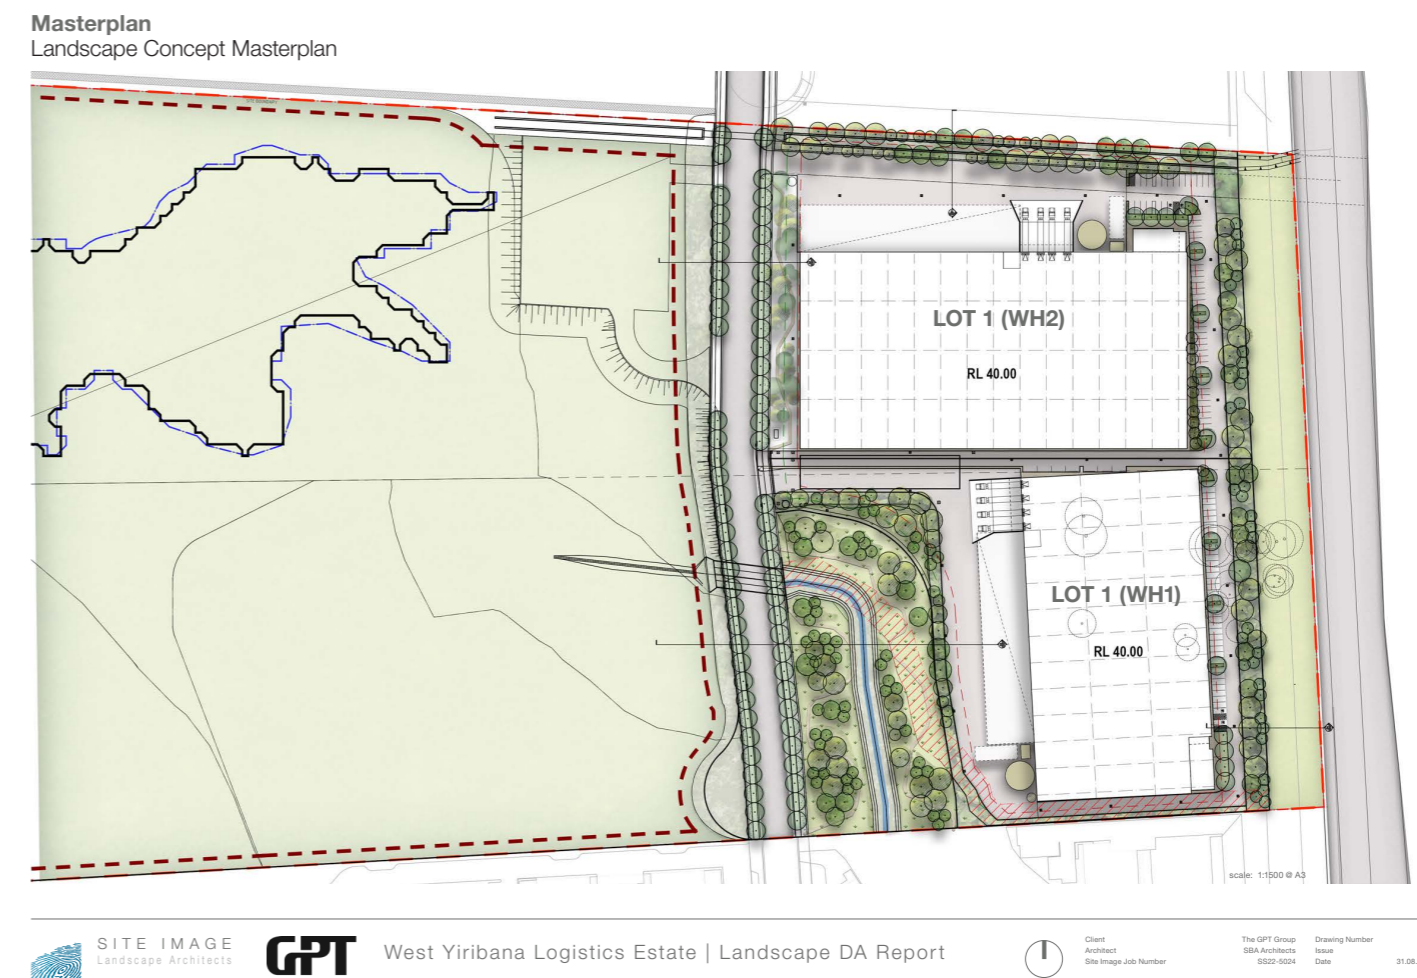 Masterplan
Landscape Concept Masterplan
LOT 1 (WH2)
RL 40.00
LOT 1 (WH1)
RL 40.00
scale: 1:1500 @ A3
SITE IMAGE
Landscape Architects
GPT
West Yiribana Logistics Estate | Landscape DA Report
Client The GPT Group
Architect SBA Architects
Site Image Job Number SS22-5024
Drawing Number
Issue
Date 31.08.